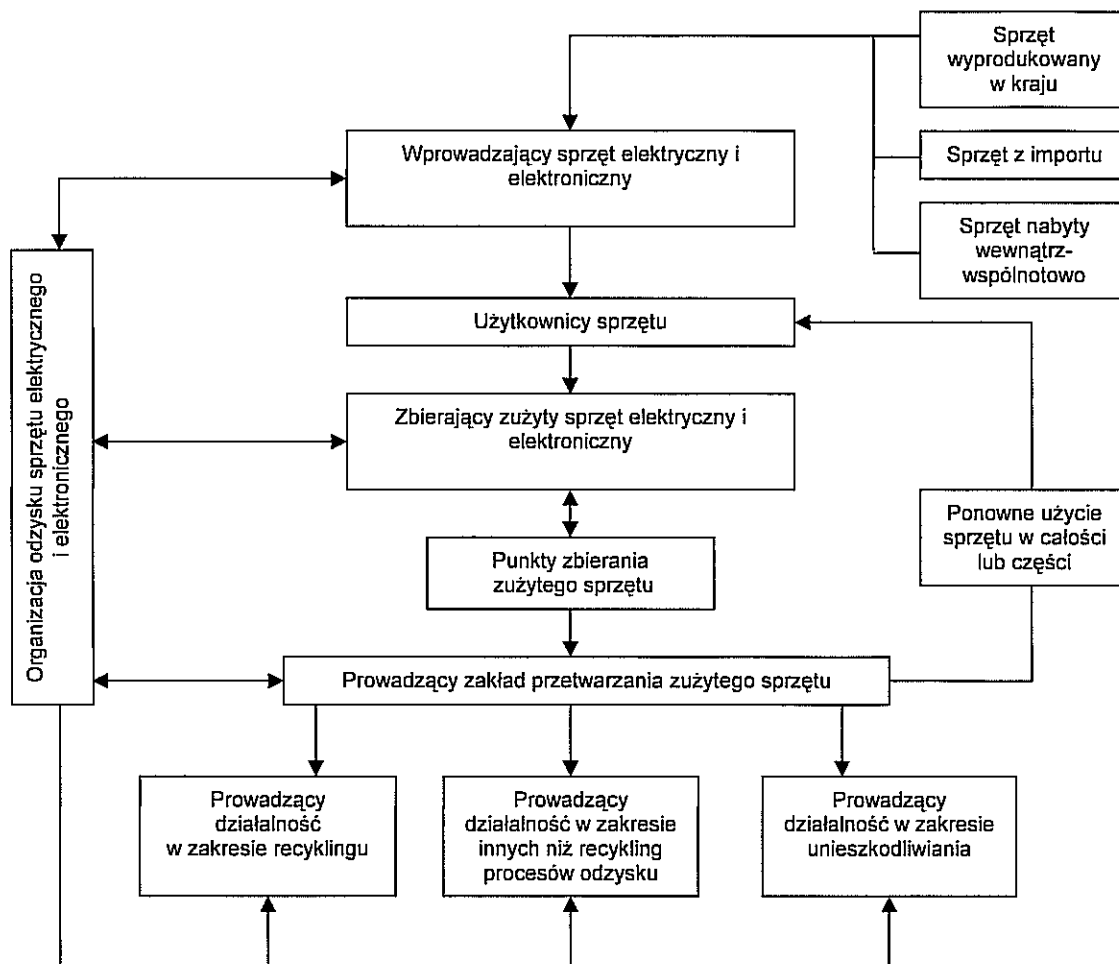 Sprzęt
wyprodukowany
w kraju
Wprowadzający sprzęt elektryczny i
elektroniczny
Sprzęt z importu
Sprzęt nabyty
wewnątrz-
wspólnotowo
Organizacja odzysku sprzętu elektrycznego
i elektronicznego
Użytkownicy sprzętu
Zbierający zużyty sprzęt elektryczny i
elektroniczny
Ponowne użycie
sprzętu w całości
lub części
Punkty zbierania
zużytego sprzętu
Prowadzący zakład przetwarzania zużytego sprzętu
Prowadzący
działalność
w zakresie recyklingu
Prowadzący
działalność w zakresie
innych niż recykling
procesów odzysku
Prowadzący
działalność w zakresie
unieszkodliwiania